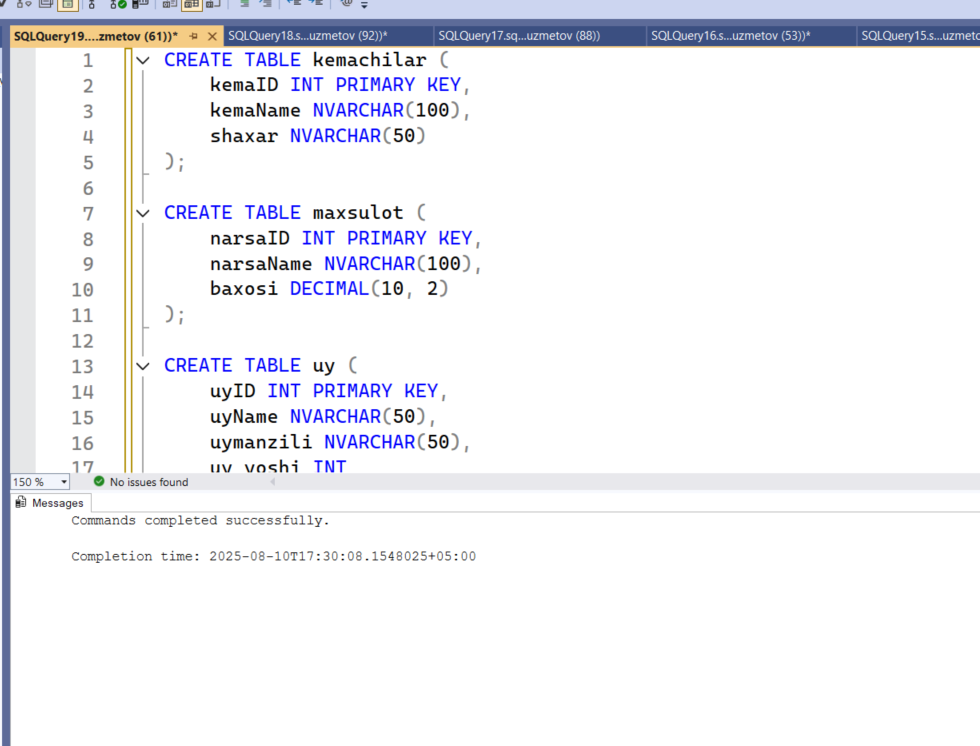 SQLQuery19....zmetov (61))* SQLQuery18.s...uzmetov (92))* SQLQuery17.sq...uzmetov (88)) SQLQuery16.s...uzmetov (53))* SQLQuery15.s...uzmeto
1 CREATE TABLE kemachilar (
2 kemaID INT PRIMARY KEY,
3 kemaName NVARCHAR(100),
4 shaxar NVARCHAR(50)
5 );
6
7 CREATE TABLE maxsulot (
8 narsaID INT PRIMARY KEY,
9 narsaName NVARCHAR(100),
10 baxosi DECIMAL(10, 2)
11 );
12
13 CREATE TABLE uy (
14 uyID INT PRIMARY KEY,
15 uyName NVARCHAR(50),
16 uymanzili NVARCHAR(50),
17 uy yoshi INT
150 % No issues found
Messages
Commands completed successfully.
Completion time: 2025-08-10T17:30:08.1548025+05:00